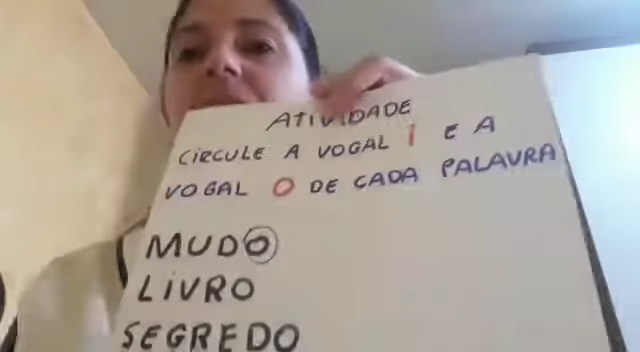 ATIVIDADE
CIRCULE A VOGAL i E A
VOGAL O DE CADA PALAVRA
MUDO
LiVRO
SEGREDO